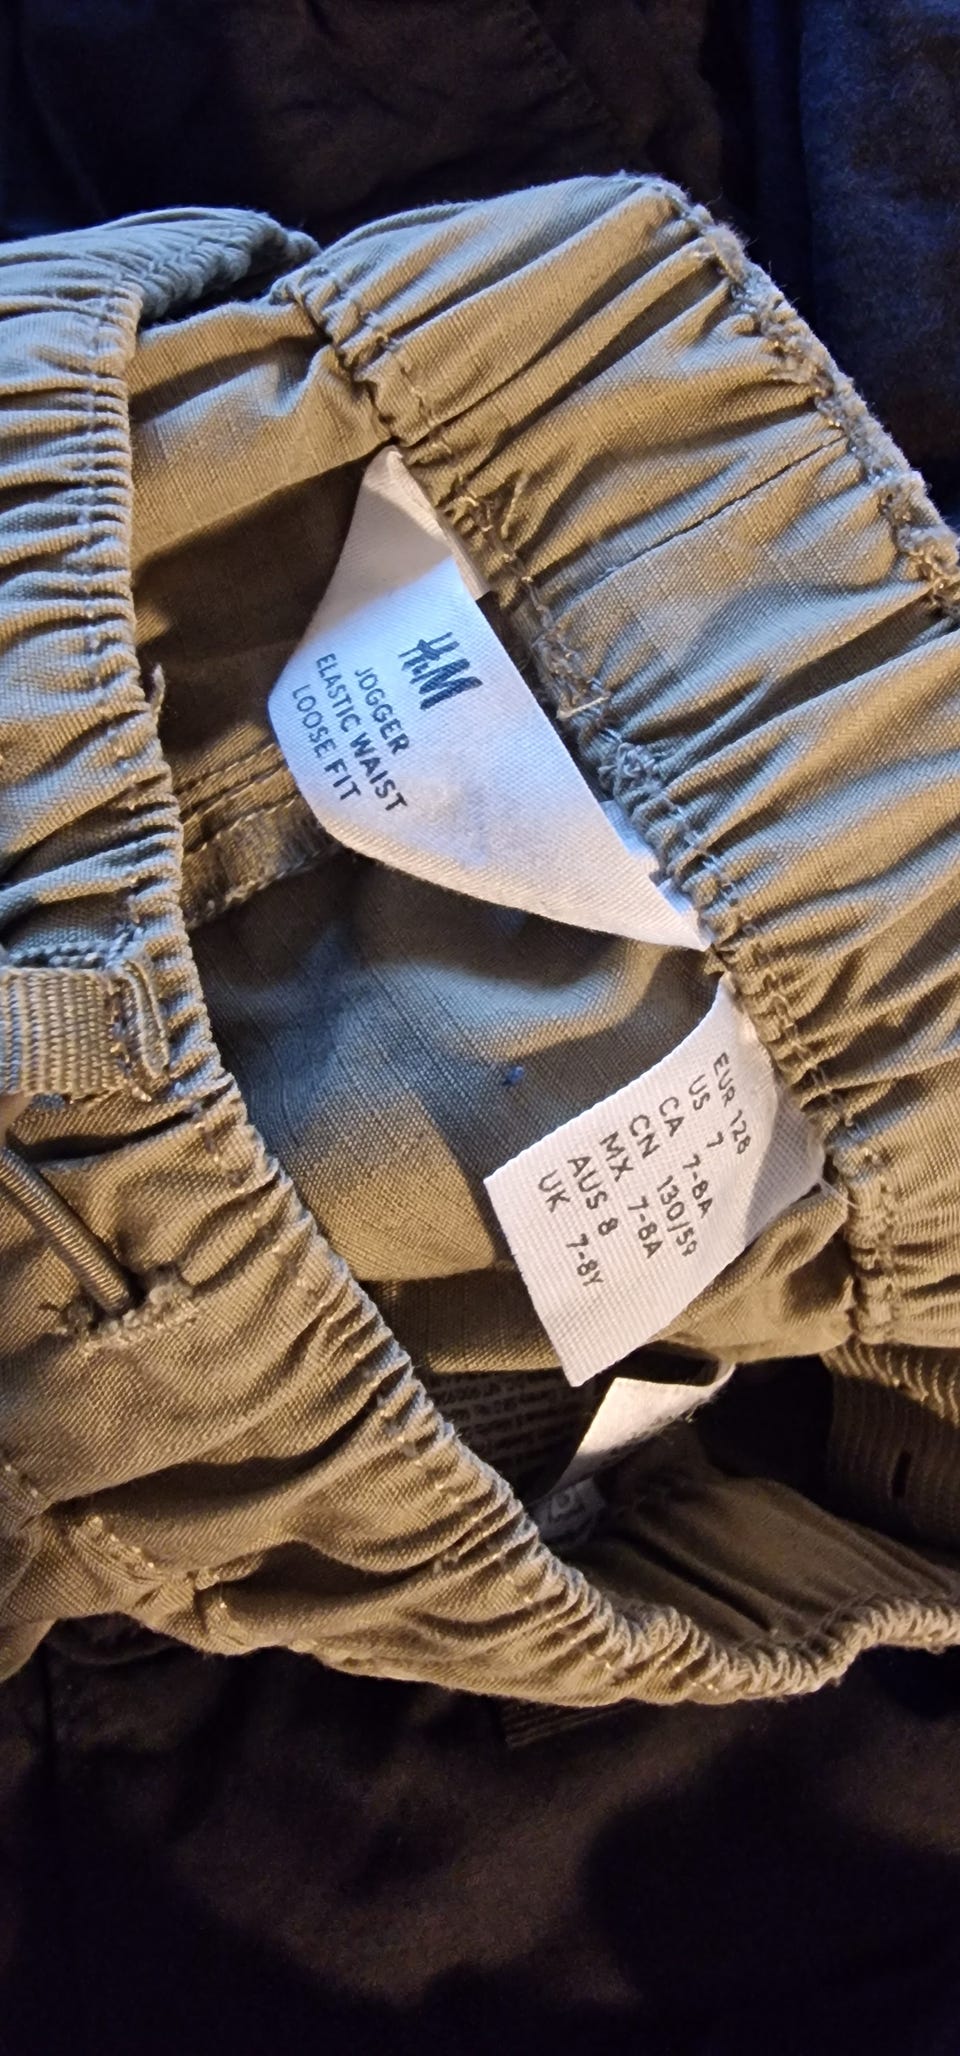 H&M
JOGGER
ELASTIC WAIST
LOOSE FIT
EUR 128
US 7
CA 7-8A
CN 130/59
MX 7-8A
AUS 8
UK 7-8Y